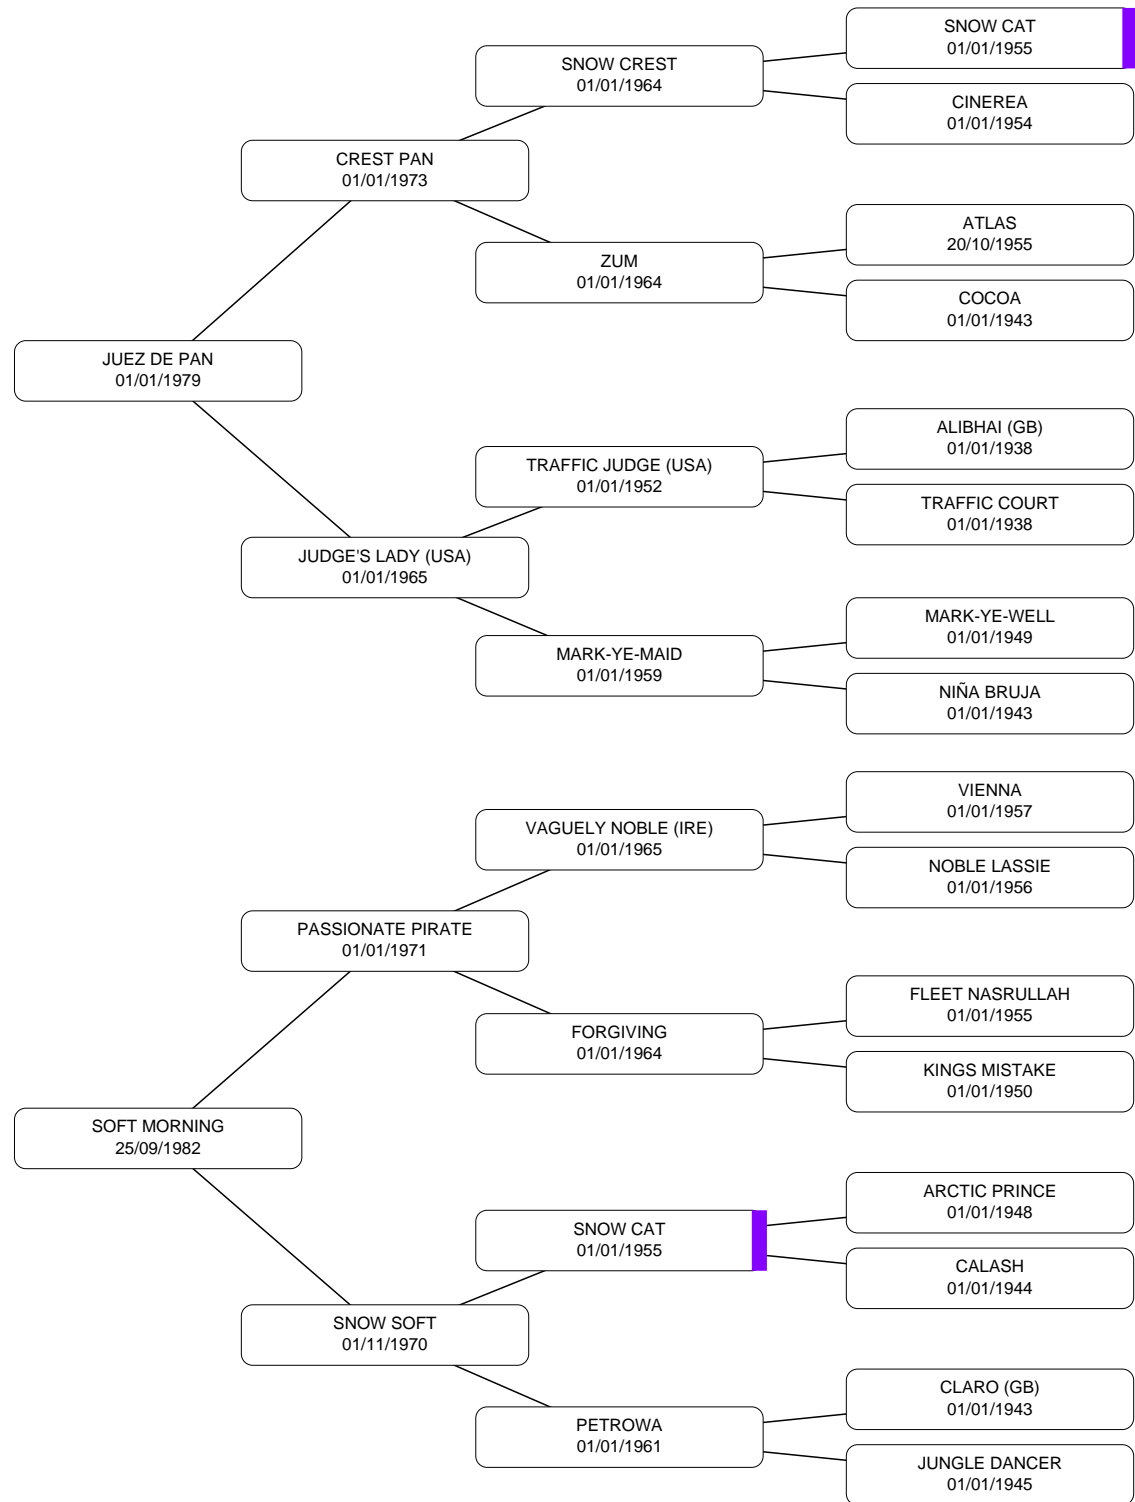 SNOW CAT
01/01/1955
SNOW CREST
01/01/1964
CINEREA
01/01/1954
CREST PAN
01/01/1973
ATLAS
20/10/1955
ZUM
01/01/1964
COCOA
01/01/1943
JUEZ DE PAN
01/01/1979
ALIBHAI (GB)
01/01/1938
TRAFFIC JUDGE (USA)
01/01/1952
TRAFFIC COURT
01/01/1938
JUDGE'S LADY (USA)
01/01/1965
MARK-YE-WELL
01/01/1949
MARK-YE-MAID
01/01/1959
NIÑA BRUJA
01/01/1943
VIENNA
01/01/1957
VAGUELY NOBLE (IRE)
01/01/1965
NOBLE LASSIE
01/01/1956
PASSIONATE PIRATE
01/01/1971
FLEET NASRULLAH
01/01/1955
FORGIVING
01/01/1964
KINGS MISTAKE
01/01/1950
SOFT MORNING
25/09/1982
ARCTIC PRINCE
01/01/1948
SNOW CAT
01/01/1955
CALASH
01/01/1944
SNOW SOFT
01/11/1970
CLARO (GB)
01/01/1943
PETROWA
01/01/1961
JUNGLE DANCER
01/01/1945